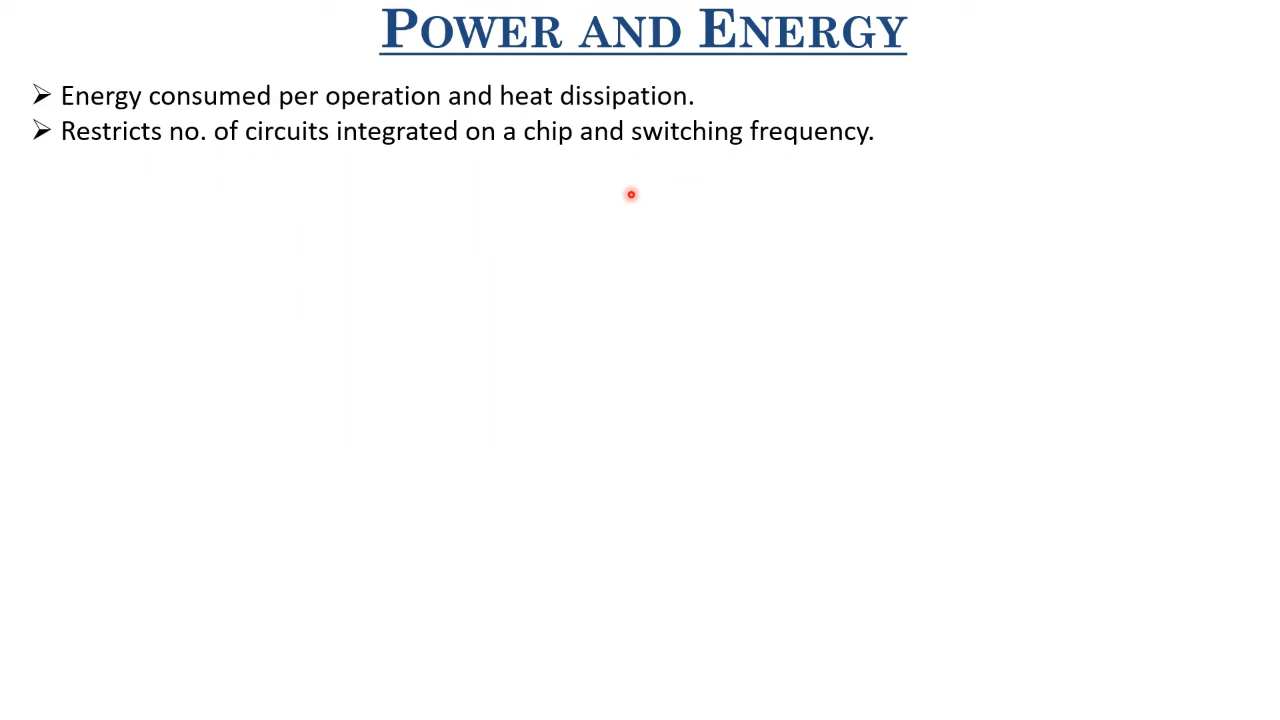 POWER AND ENERGY
➢ Energy consumed per operation and heat dissipation.
➢ Restricts no. of circuits integrated on a chip and switching frequency.